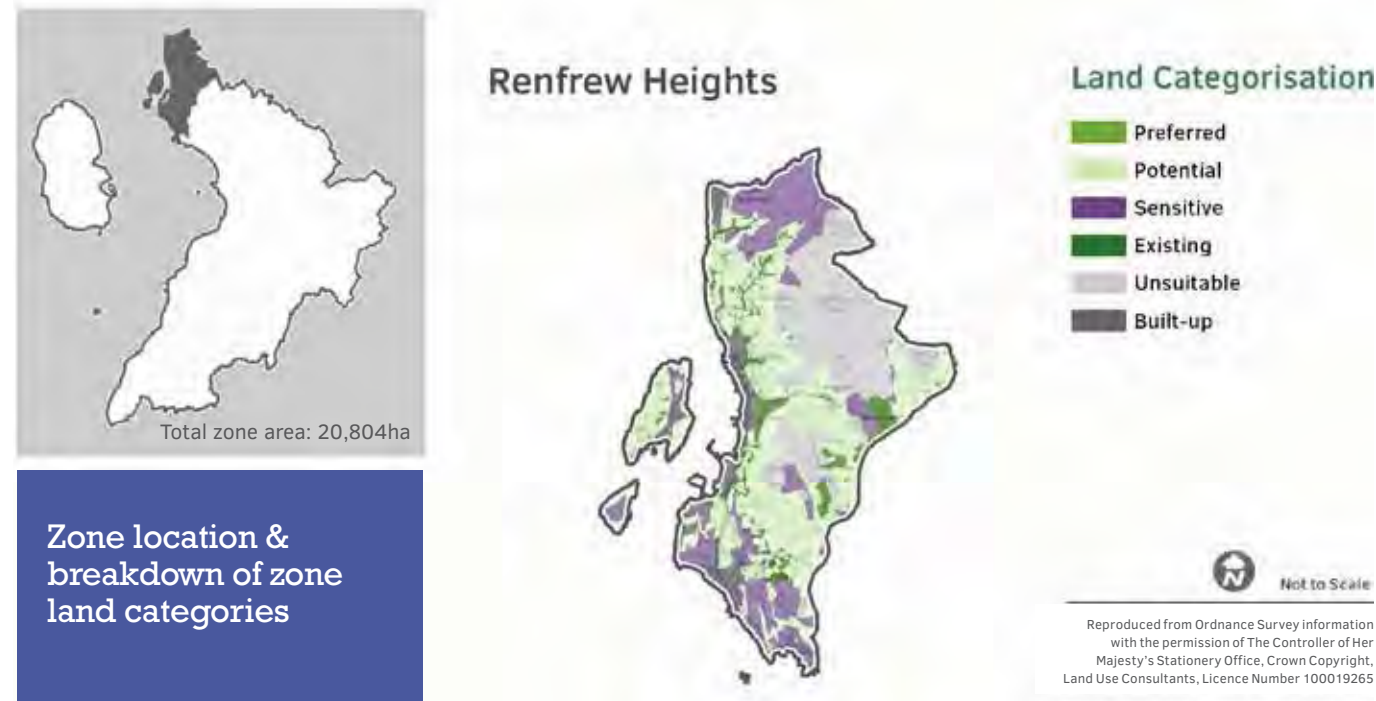 Total zone area: 20,804ha
Zone location &
breakdown of zone
land categories
Renfrew Heights
Land Categorisation
Preferred
Potential
Sensitive
Existing
Unsuitable
Built-up
N
Not to Scale
Reproduced from Ordnance Survey information
with the permission of The Controller of Her
Majesty's Stationery Office, Crown Copyright,
Land Use Consultants, Licence Number 100019265